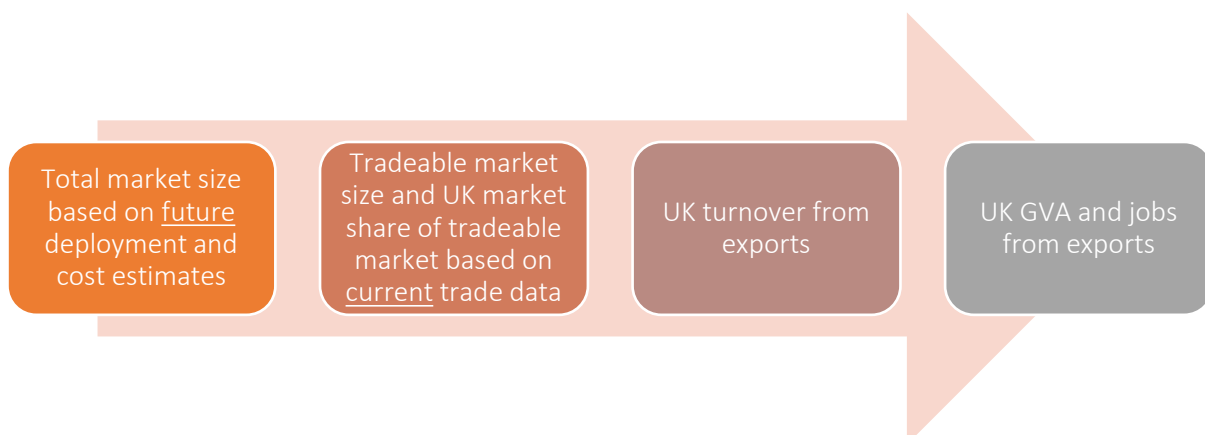 Total market size
based on future
deployment and
cost estimates
Tradeable market
size and UK market
share of tradeable
market based on
current trade data
UK turnover from
exports
UK GVA and jobs
from exports